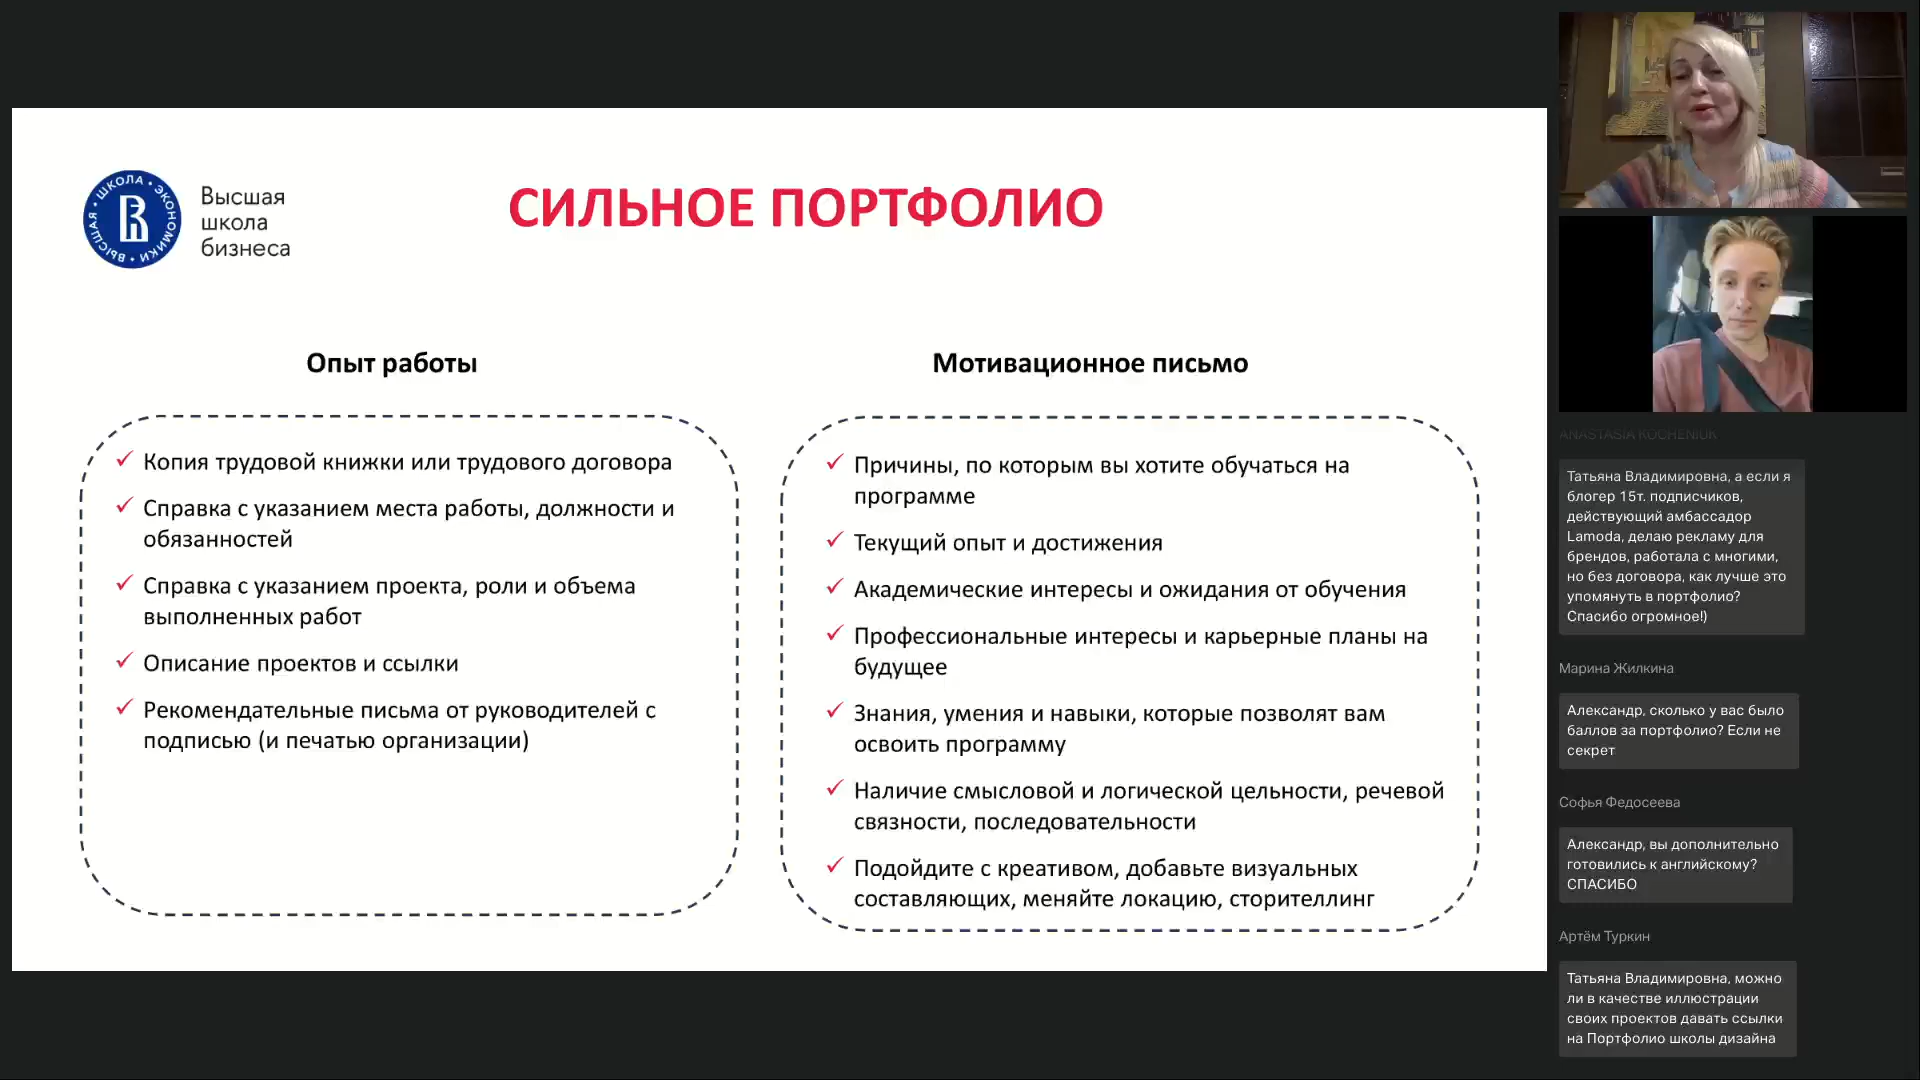 ВЫСШАЯ • ШКОЛА • ЭКОНОМИКИ •
Высшая
школа
бизнеса
СИЛЬНОЕ ПОРТФОЛИО
Опыт работы
✓ Копия трудовой книжки или трудового договора
✓ Справка с указанием места работы, должности и
обязанностей
✓ Справка с указанием проекта, роли и объема
выполненных работ
✓ Описание проектов и ссылки
✓ Рекомендательные письма от руководителей с
подписью (и печатью организации)
Мотивационное письмо
✓ Причины, по которым вы хотите обучаться на
программе
✓ Текущий опыт и достижения
✓ Академические интересы и ожидания от обучения
✓ Профессиональные интересы и карьерные планы на
будущее
✓ Знания, умения и навыки, которые позволят вам
освоить программу
✓ Наличие смысловой и логической цельности, речевой
связности, последовательности
✓ Подойдите с креативом, добавьте визуальных
составляющих, меняйте локацию, сторителлинг
ANASTASIA KOCHENIUK
Татьяна Владимировна, а если я
блогер 15т. подписчиков,
действующий амбассадор
Lamoda, делаю рекламу для
брендов, работала с многими,
но без договора, как лучше это
упомянуть в портфолио?
Спасибо огромное!)
Марина Жилкина
Александр, сколько у вас было
баллов за портфолио? Если не
секрет
Софья Федосеева
Александр, вы дополнительно
готовились к английскому?
СПАСИБО
Артём Туркин
Татьяна Владимировна, можно
ли в качестве иллюстрации
своих проектов давать ссылки
на Портфолио школы дизайна